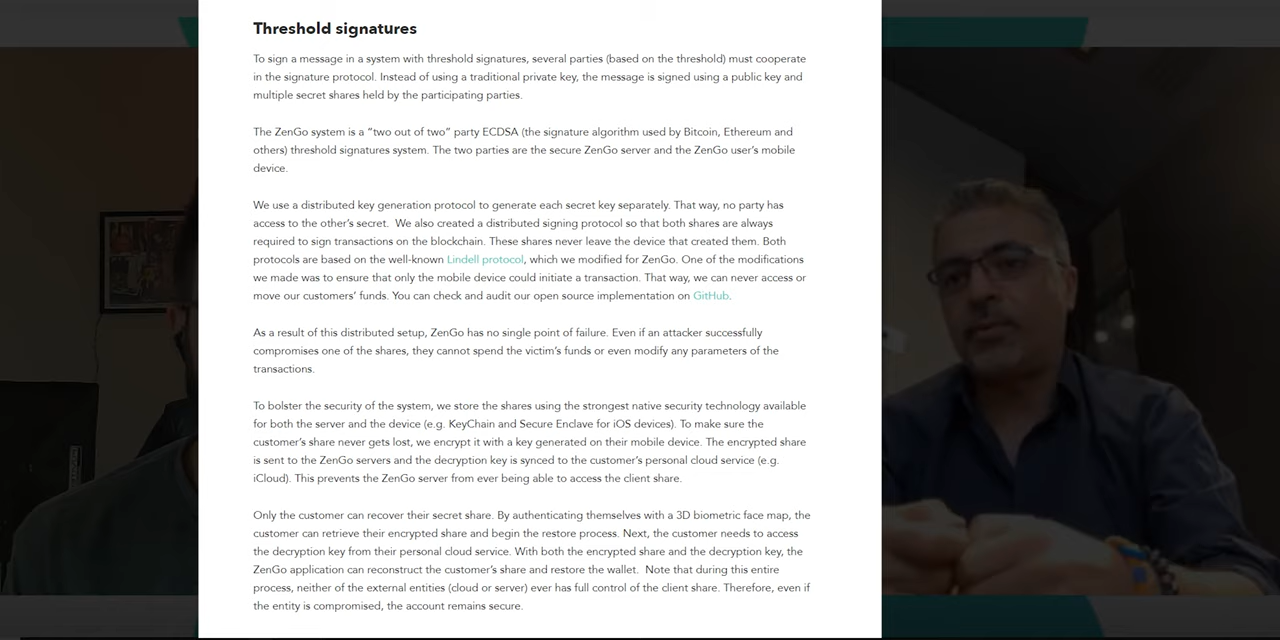 Threshold signatures
To sign a message in a system with threshold signatures, several parties (based on the threshold) must cooperate
in the signature protocol. Instead of using a traditional private key, the message is signed using a public key and
multiple secret shares held by the participating parties.
The ZenGo system is a “two out of two” party ECDSA (the signature algorithm used by Bitcoin, Ethereum and
others) threshold signatures system. The two parties are the secure ZenGo server and the ZenGo user’s mobile
device.
We use a distributed key generation protocol to generate each secret key separately. That way, no party has
access to the other’s secret.  We also created a distributed signing protocol so that both shares are always
required to sign transactions on the blockchain. These shares never leave the device that created them. Both
protocols are based on the well-known Lindell protocol, which we modified for ZenGo. One of the modifications
we made was to ensure that only the mobile device could initiate a transaction. That way, we can never access or
move our customers’ funds. You can check and audit our open source implementation on GitHub.
As a result of this distributed setup, ZenGo has no single point of failure. Even if an attacker successfully
compromises one of the shares, they cannot spend the victim’s funds or even modify any parameters of the
transactions.
To bolster the security of the system, we store the shares using the strongest native security technology available
for both the server and the device (e.g. KeyChain and Secure Enclave for iOS devices). To make sure the
customer’s share never gets lost, we encrypt it with a key generated on their mobile device. The encrypted share
is sent to the ZenGo servers and the decryption key is synced to the customer’s personal cloud service (e.g.
iCloud). This prevents the ZenGo server from ever being able to access the client share.
Only the customer can recover their secret share. By authenticating themselves with a 3D biometric face map, the
customer can retrieve their encrypted share and begin the restore process. Next, the customer needs to access
the decryption key from their personal cloud service. With both the encrypted share and the decryption key, the
ZenGo application can reconstruct the customer’s share and restore the wallet.  Note that during this entire
process, neither of the external entities (cloud or server) ever has full control of the client share. Therefore, even if
the entity is compromised, the account remains secure.